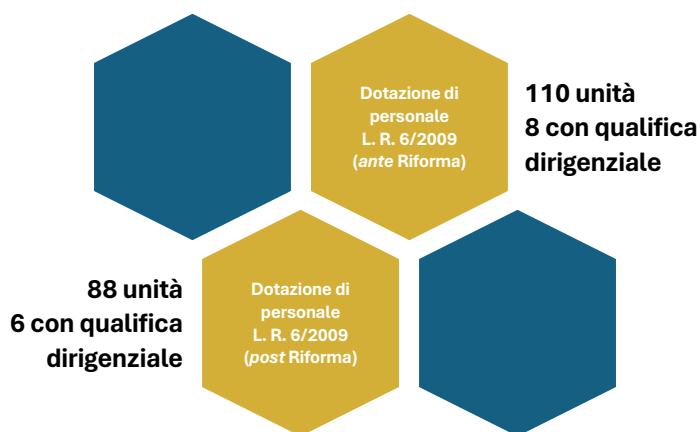 Dotazione di
personale
L. R. 6/2009
(ante Riforma)
110 unità
8 con qualifica
dirigenziale
88 unità
6 con qualifica
dirigenziale
Dotazione di
personale
L. R. 6/2009
(post Riforma)